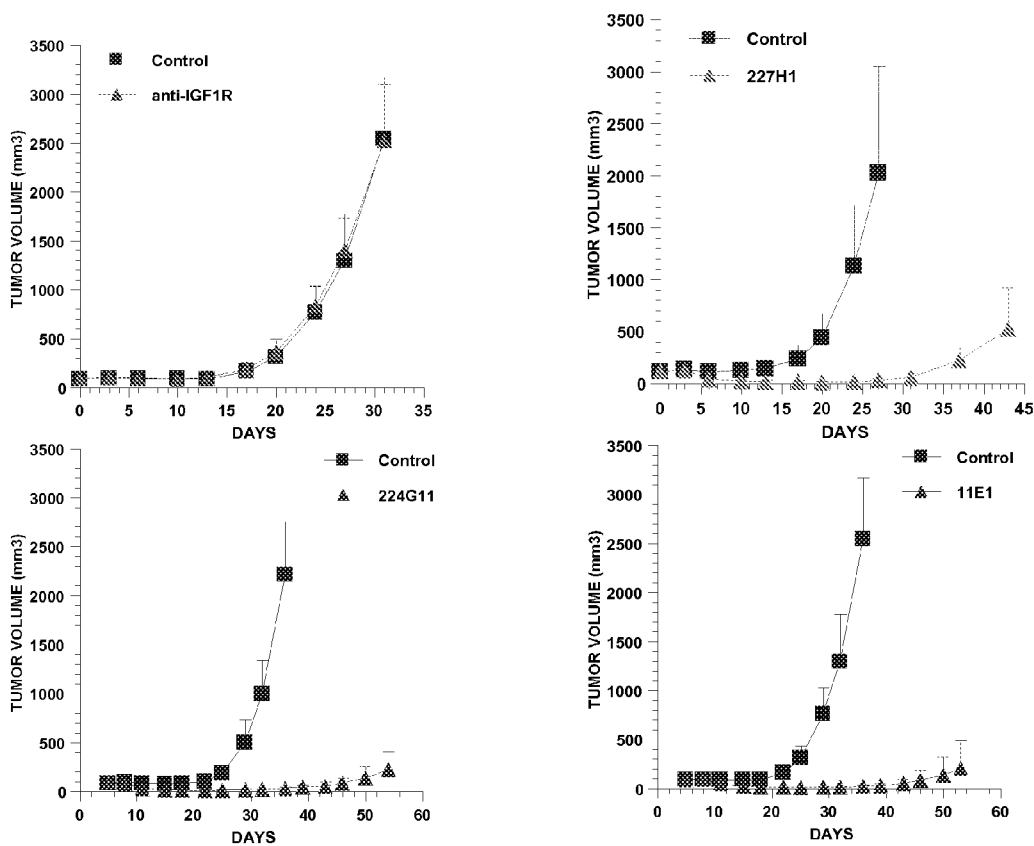 3500
3000
2500
2000
1500
1000
500
0
TUMOR VOLUME (mm3)
Control
anti-IGF1R
0 5 10 15 20 25 30 35
DAYS
3500
3000
2500
2000
1500
1000
500
0
TUMOR VOLUME (mm3)
Control
227H1
0 5 10 15 20 25 30 35 40 45
DAYS
3500
3000
2500
2000
1500
1000
500
0
TUMOR VOLUME (mm3)
Control
224G11
0 10 20 30 40 50 60
DAYS
3500
3000
2500
2000
1500
1000
500
0
TUMOR VOLUME (mm3)
Control
11E1
0 10 20 30 40 50 60
DAYS